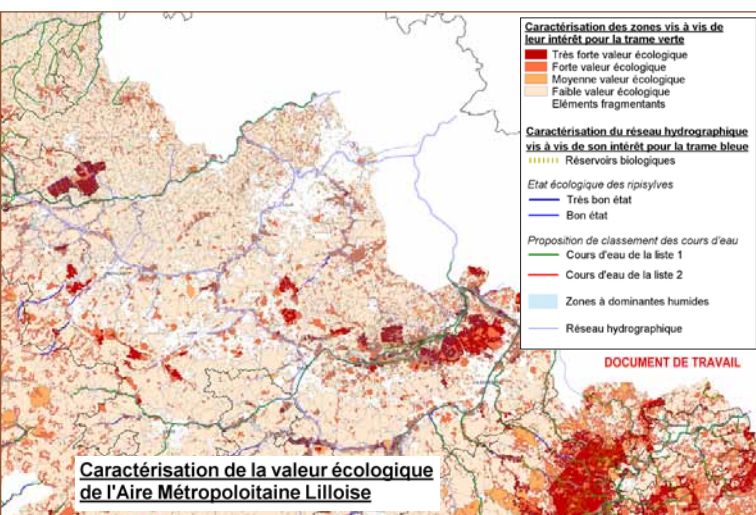 Caractérisation des zones vis à vis de
leur intérêt pour la trame verte
Très forte valeur écologique
Forte valeur écologique
Moyenne valeur écologique
Faible valeur écologique
Eléments fragmentants
Caractérisation du réseau hydrographique
vis à vis de son intérêt pour la trame bleue
Réservoirs biologiques
Etat écologique des ripisylves
Très bon état
Bon état
Proposition de classement des cours d'eau
Cours d'eau de la liste 1
Cours d'eau de la liste 2
Zones à dominantes humides
Réseau hydrographique
DOCUMENT DE TRAVAIL
Caractérisation de la valeur écologique
de l'Aire Métropoloitaine Lilloise